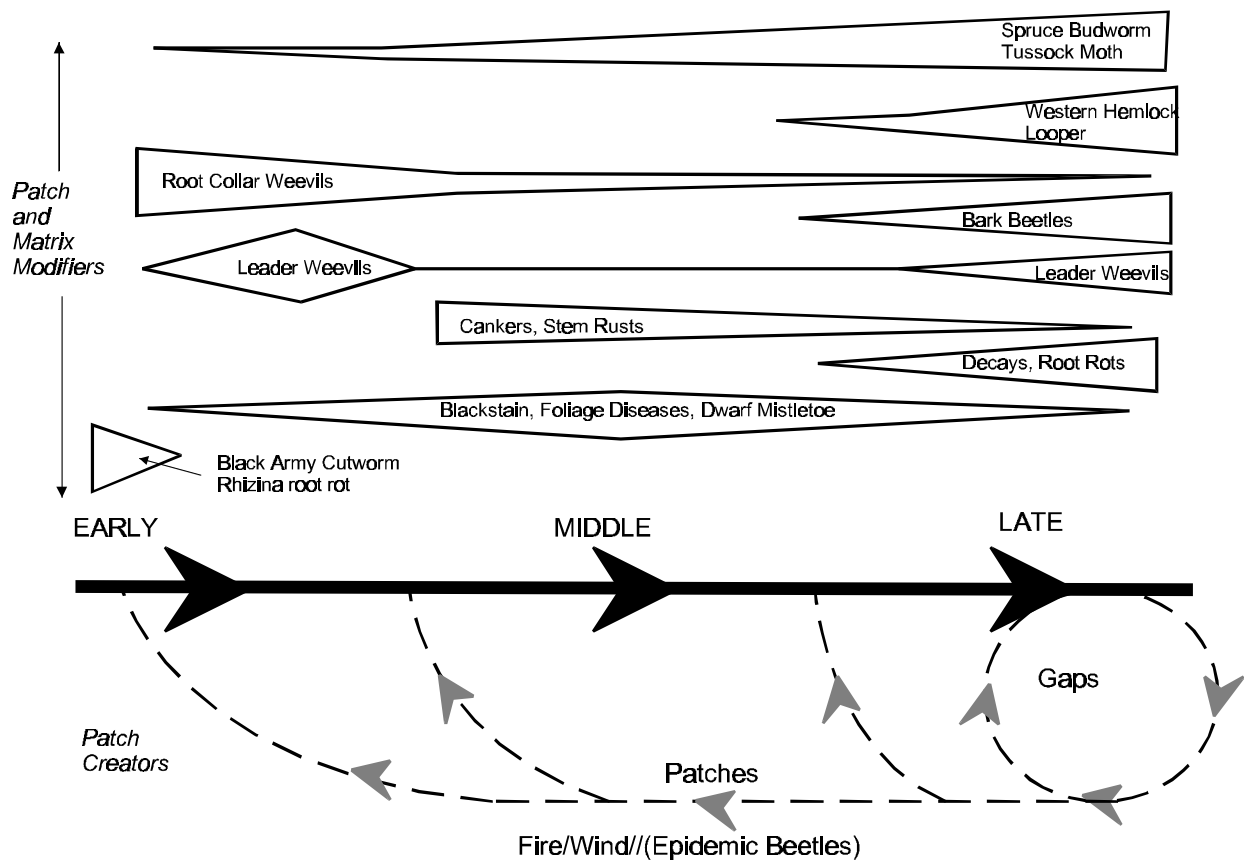 Spruce Budworm
Tussock Moth
Western Hemlock
Looper
Patch
and
Matrix
Modifiers
Root Collar Weevils
Bark Beetles
Leader Weevils
Leader Weevils
Cankers, Stem Rusts
Decays, Root Rots
Blackstain, Foliage Diseases, Dwarf Mistletoe
Black Army Cutworm
Rhizina root rot
EARLY
MIDDLE
LATE
Gaps
Patch
Creators
Patches
Fire/Wind//(Epidemic Beetles)